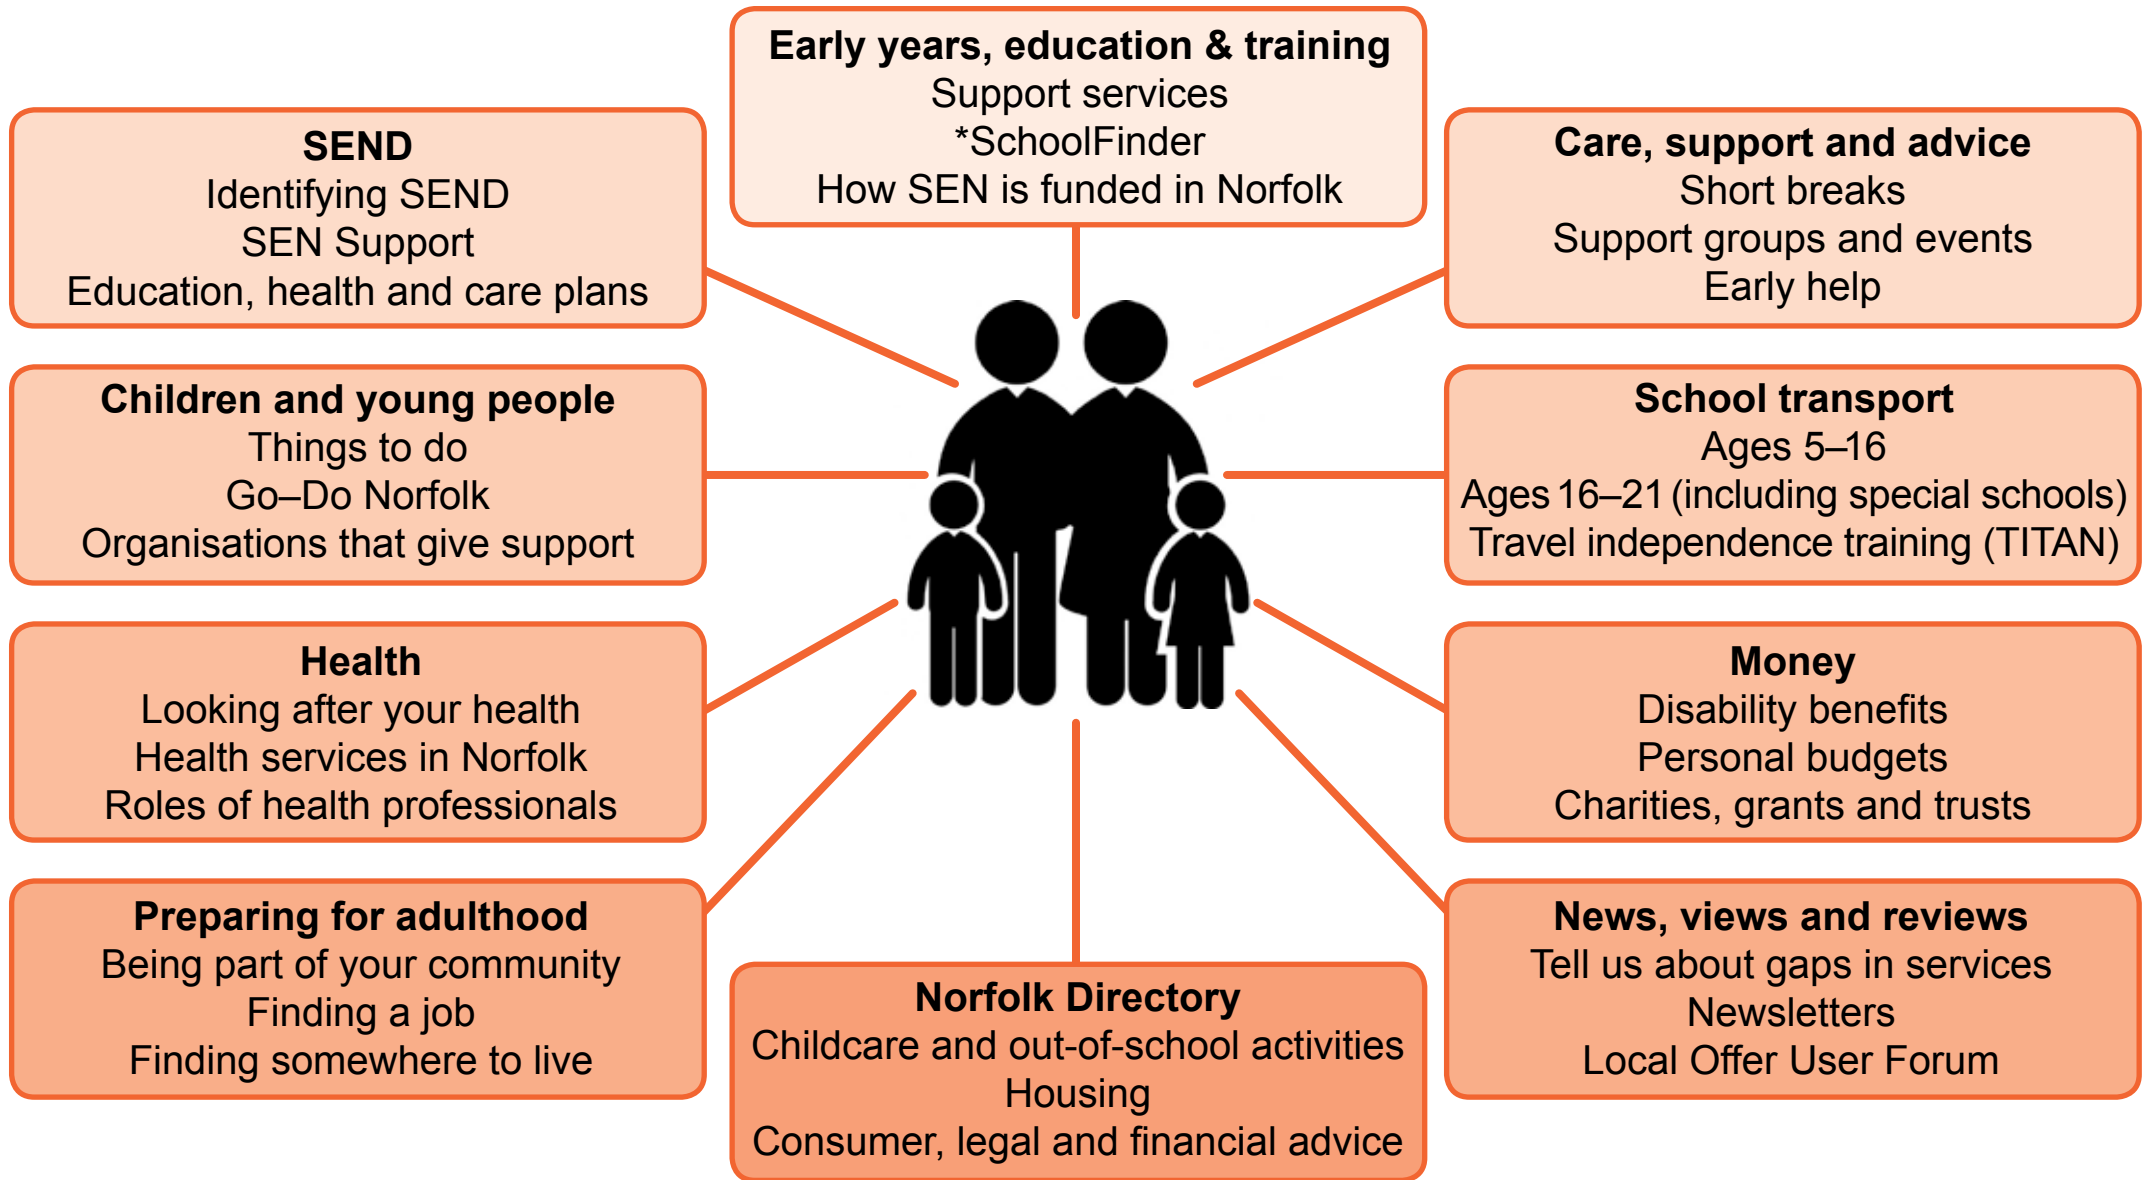 Early years, education & training
Support services
*SchoolFinder
How SEN is funded in Norfolk
SEND
Identifying SEND
SEN Support
Education, health and care plans
Care, support and advice
Short breaks
Support groups and events
Early help
Children and young people
Things to do
Go–Do Norfolk
Organisations that give support
School transport
Ages 5–16
Ages 16–21 (including special schools)
Travel independence training (TITAN)
Health
Looking after your health
Health services in Norfolk
Roles of health professionals
Money
Disability benefits
Personal budgets
Charities, grants and trusts
Preparing for adulthood
Being part of your community
Finding a job
Finding somewhere to live
News, views and reviews
Tell us about gaps in services
Newsletters
Local Offer User Forum
Norfolk Directory
Childcare and out-of-school activities
Housing
Consumer, legal and financial advice